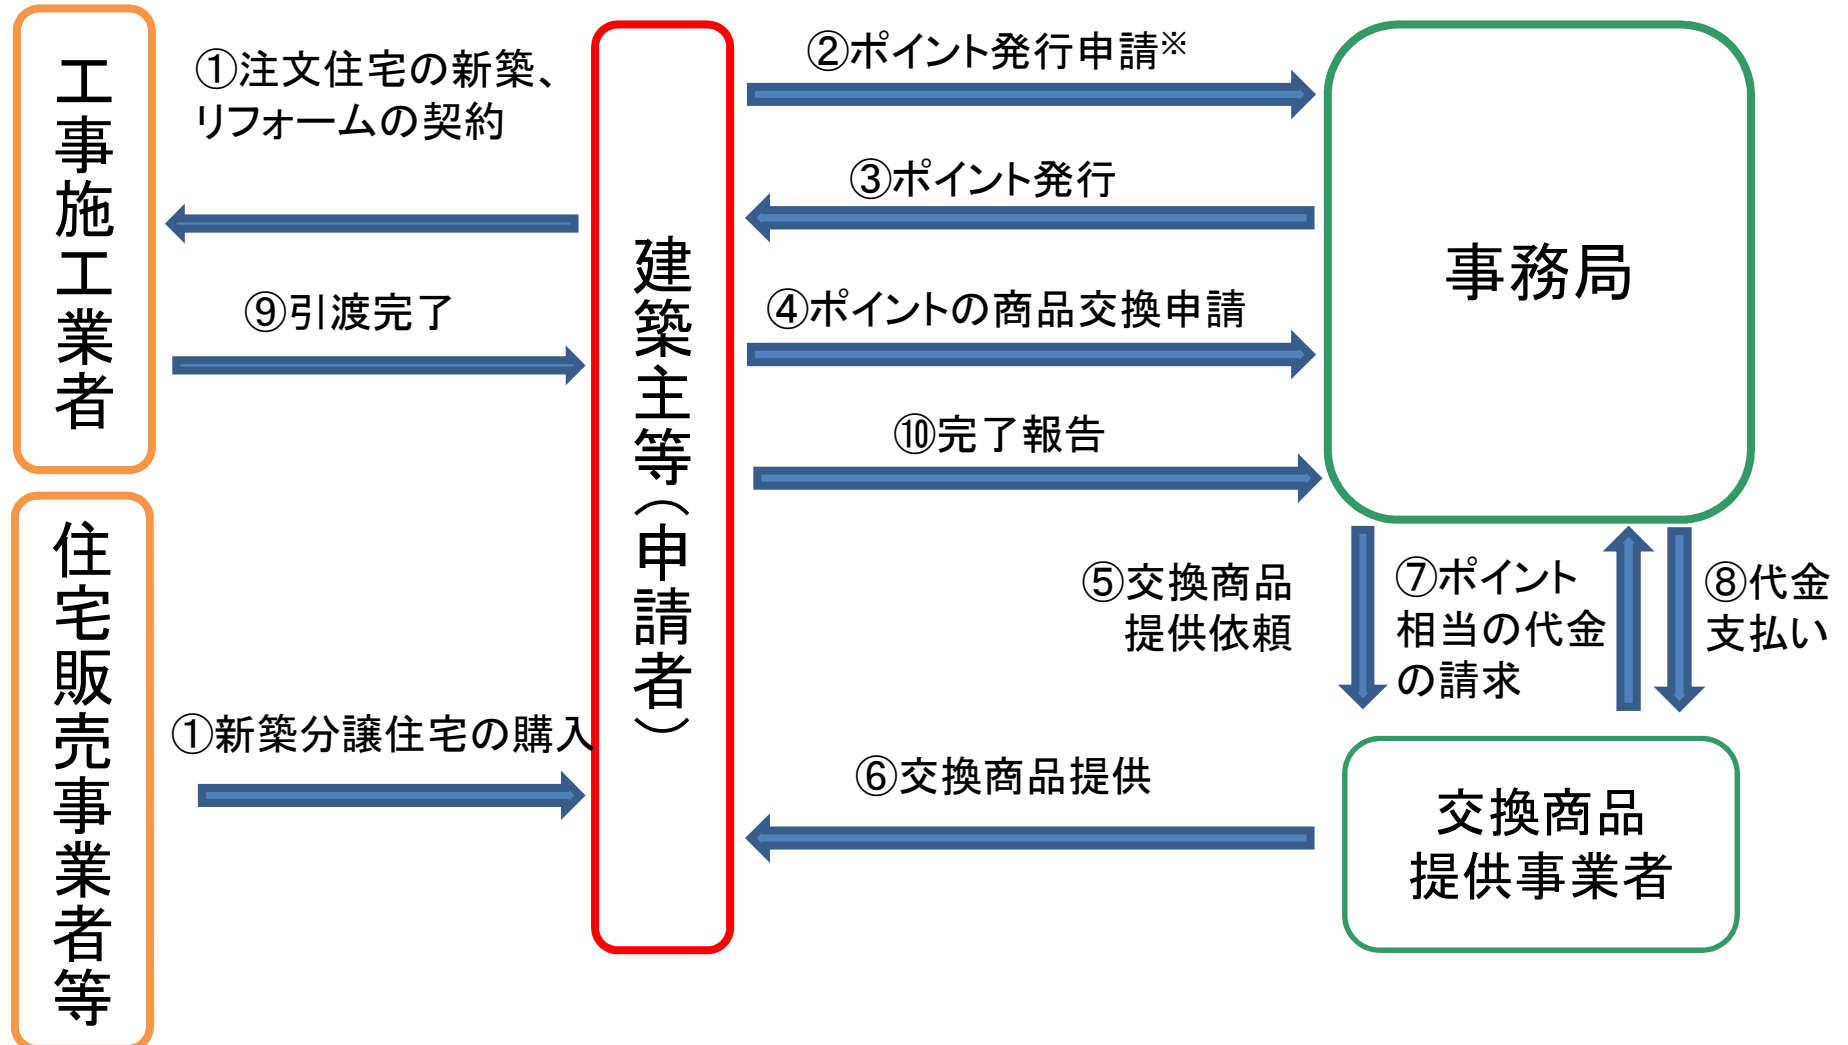 工事施工業者
①注文住宅の新築、
リフォームの契約
⑨引渡完了
住宅販売事業者等
①新築分譲住宅の購入
建築主等(申請者)
②ポイント発行申請※
③ポイント発行
④ポイントの商品交換申請
⑩完了報告
事務局
⑤交換商品
提供依頼
⑦ポイント
相当の代金
の請求
⑧代金
支払い
⑥交換商品提供
交換商品
提供事業者